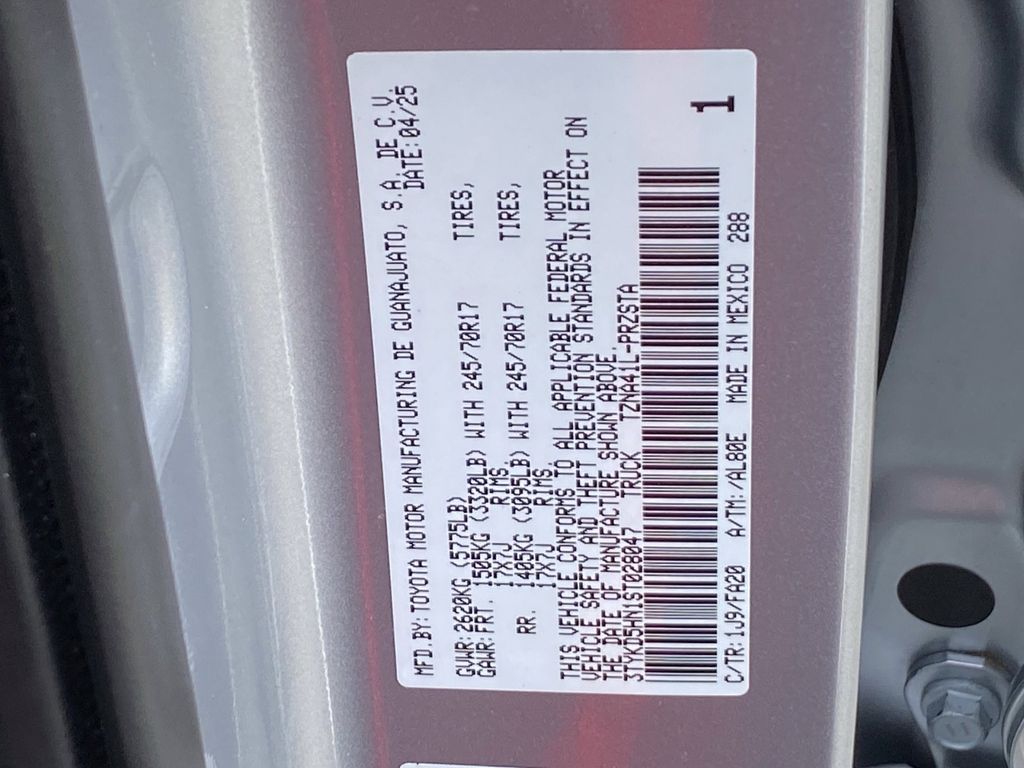 MFD.BY: TOYOTA MOTOR MANUFACTURING DE GUANAJUATO, S.A. DE C.V.
DATE: 04/25
GVWR: 2620KG (5775LB)
GAWR: FRT. 1505KG (3320LB) WITH 245/70R17 TIRES,
17X7J RIMS,
RR. 1405KG (3095LB) WITH 245/70R17 TIRES,
17X7J RIMS,
THIS VEHICLE CONFORMS TO ALL APPLICABLE FEDERAL MOTOR
VEHICLE SAFETY AND THEFT PREVENTION STANDARDS IN EFFECT ON
THE DATE OF MANUFACTURE SHOWN ABOVE.
3TYKD5HN1ST028047 TRUCK TZNA41L-PRZSTA
C/TR: 1J9/FA20 A/TM: /AL80E MADE IN MEXICO 288
1